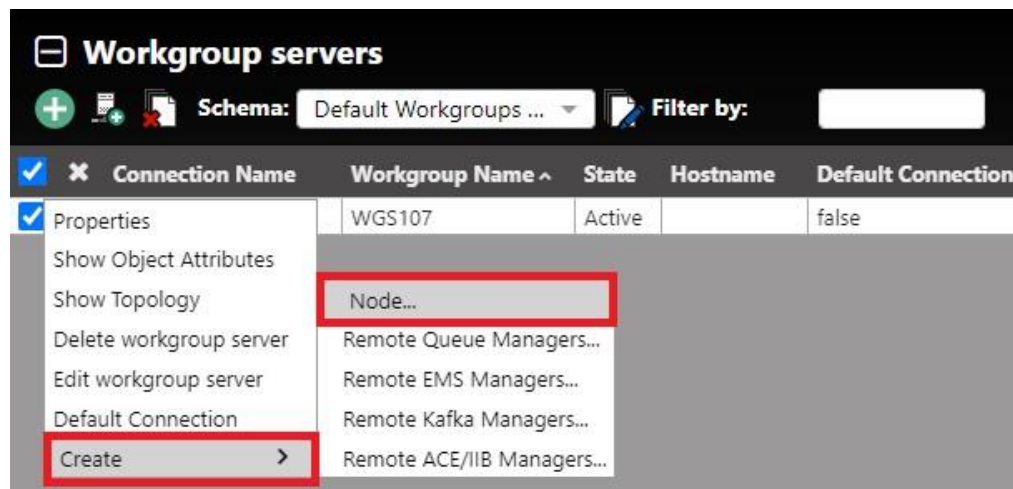 Workgroup servers
Schema: Default Workgroups ... Filter by:
Connection Name Workgroup Name State Hostname Default Connection
WGS107 Active false
Properties
Show Object Attributes
Show Topology
Node...
Delete workgroup server
Remote Queue Managers...
Edit workgroup server
Remote EMS Managers...
Default Connection
Remote Kafka Managers...
Create
Remote ACE/IIB Managers...